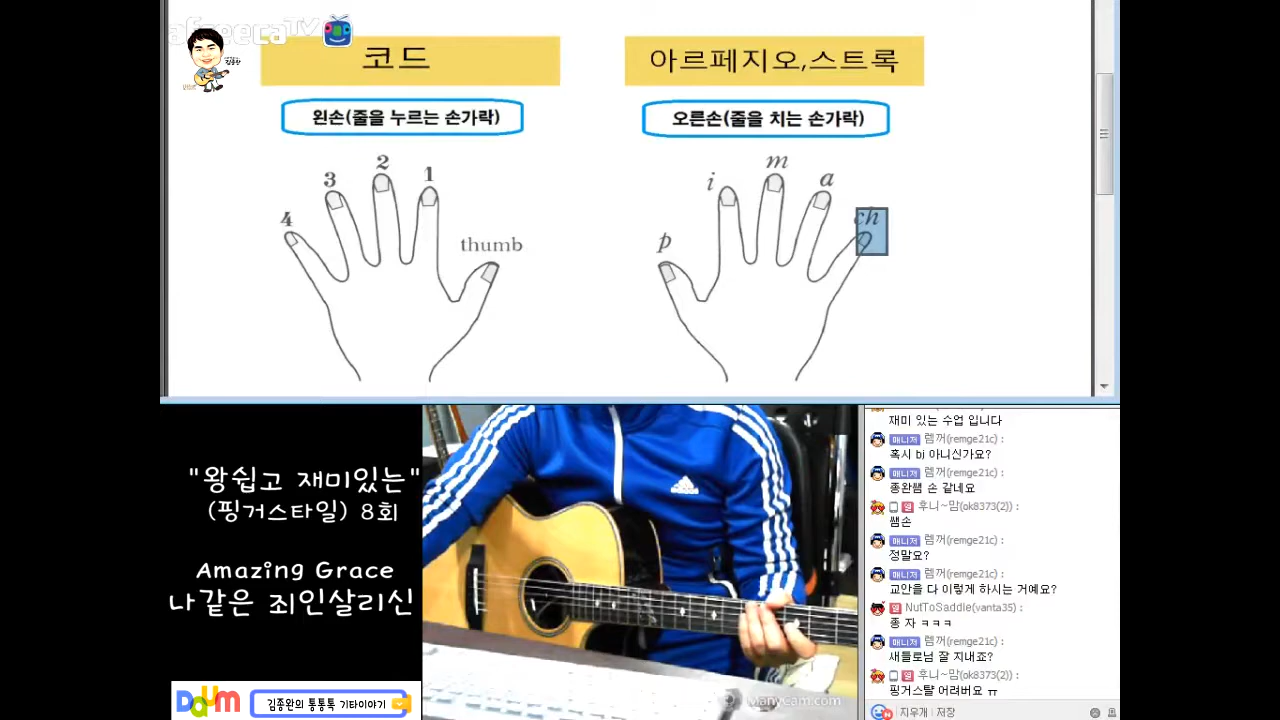 afreecaTV
코드
아르페지오,스트록
왼손(줄을 누르는 손가락)
오른손(줄을 치는 손가락)
4
3
2
1
thumb
p
i
m
a
ch
"왕쉽고 재미있는"
(핑거스타일) 8회
Amazing Grace
나같은 죄인살리신
Daum
김종완의 통통톡 기타이야기
ManyCam.com
재미 있는 수업 입니다
매니저 렘꺼(remge21c) :
혹시 bi 아니신가요?
매니저 렘꺼(remge21c) :
종완쌤 손 같네요
열 후니~맘(ok8373(2)) :
쌤손
매니저 렘꺼(remge21c) :
정말요?
매니저 렘꺼(remge21c) :
교안을 다 이렇게 하시는 거예요?
열 NutToSaddle(vanta35) :
종 자 ㅋㅋㅋ
매니저 렘꺼(remge21c) :
새들로님 잘 지내죠?
열 후니~맘(ok8373(2)) :
핑거스탈 어려버요 ㅠ
지우개 | 저장